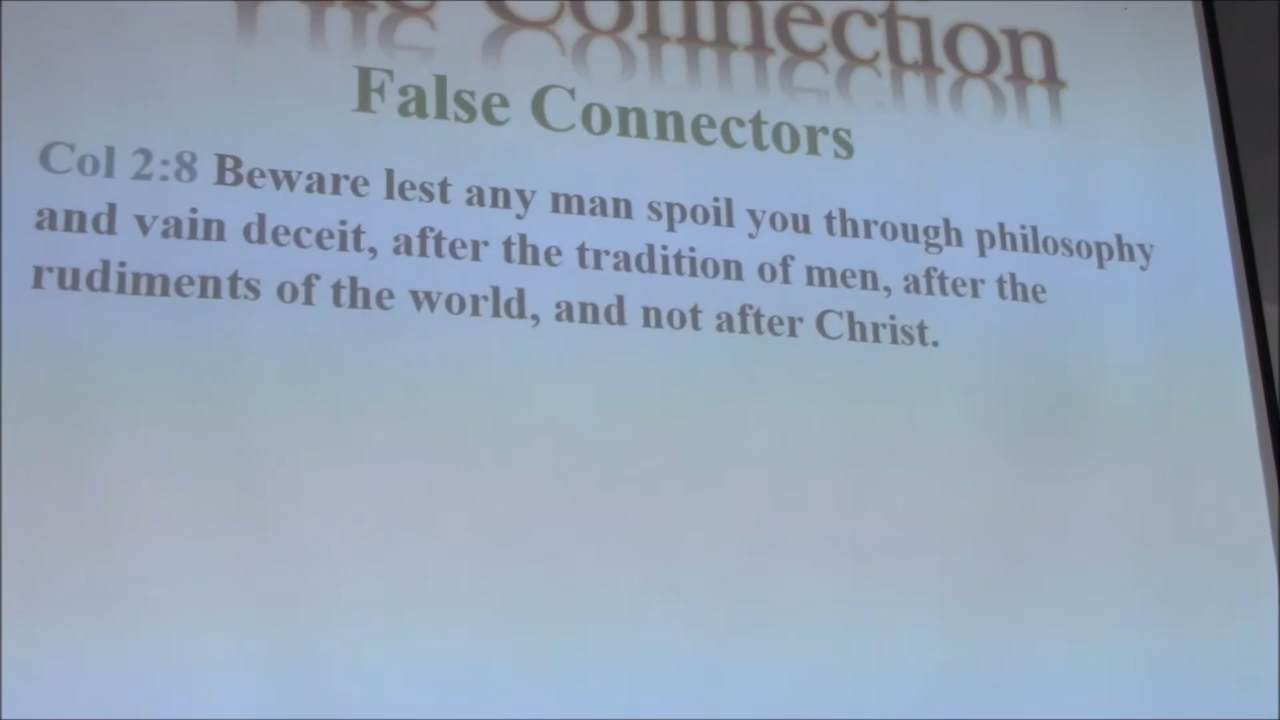 The Connection
False Connectors
Col 2:8 Beware lest any man spoil you through philosophy
and vain deceit, after the tradition of men, after the
rudiments of the world, and not after Christ.